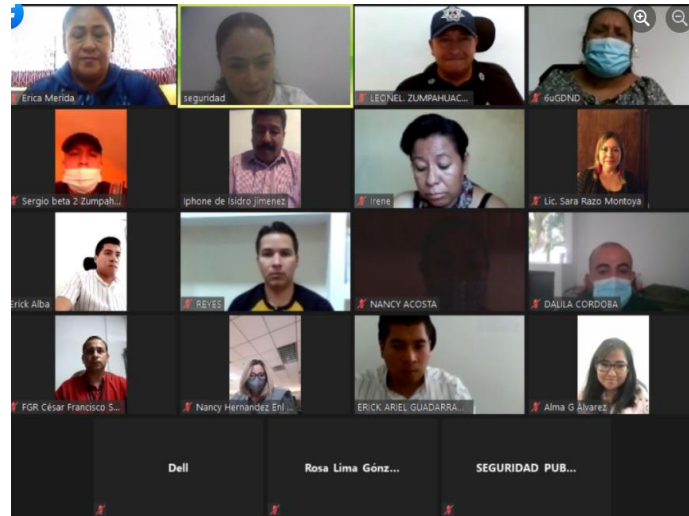 Erica Merida
seguridad
LEONEL. ZUMPAHUAC...
6uGDND
Sergio beta 2 Zumpah...
Iphone de Isidro jimenez
Irene
Lic. Sara Razo Montoya
Erick Alba
REYES
NANCY ACOSTA
DALILA CORDOBA
FGR César Francisco S...
Nancy Hernandez Enl ...
ERICK ARIEL GUADARRA...
Alma G Alvarez
Dell
Rosa Lima Gónz...
SEGURIDAD PUB...